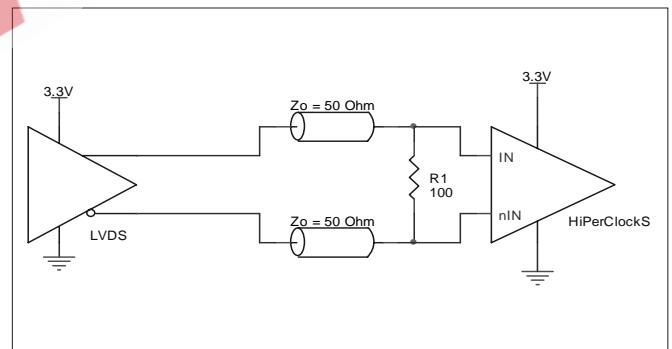 3.3V
3.3V
Zo = 50 Ohm
IN
R1
100
Zo = 50 Ohm
nIN
HiPerClockS
LVDS